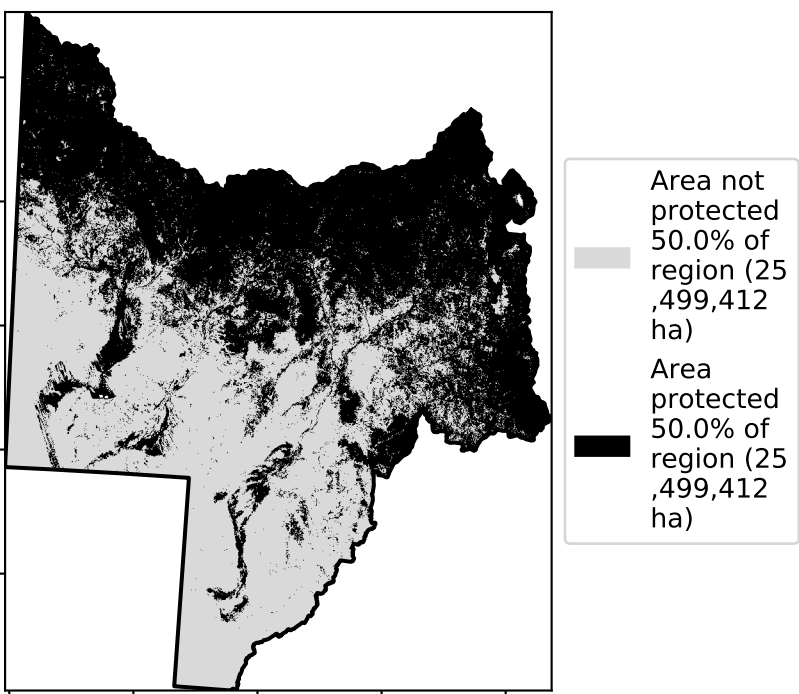 Area not
protected
50.0% of
region (25
,499,412
ha)
Area
protected
50.0% of
region (25
,499,412
ha)